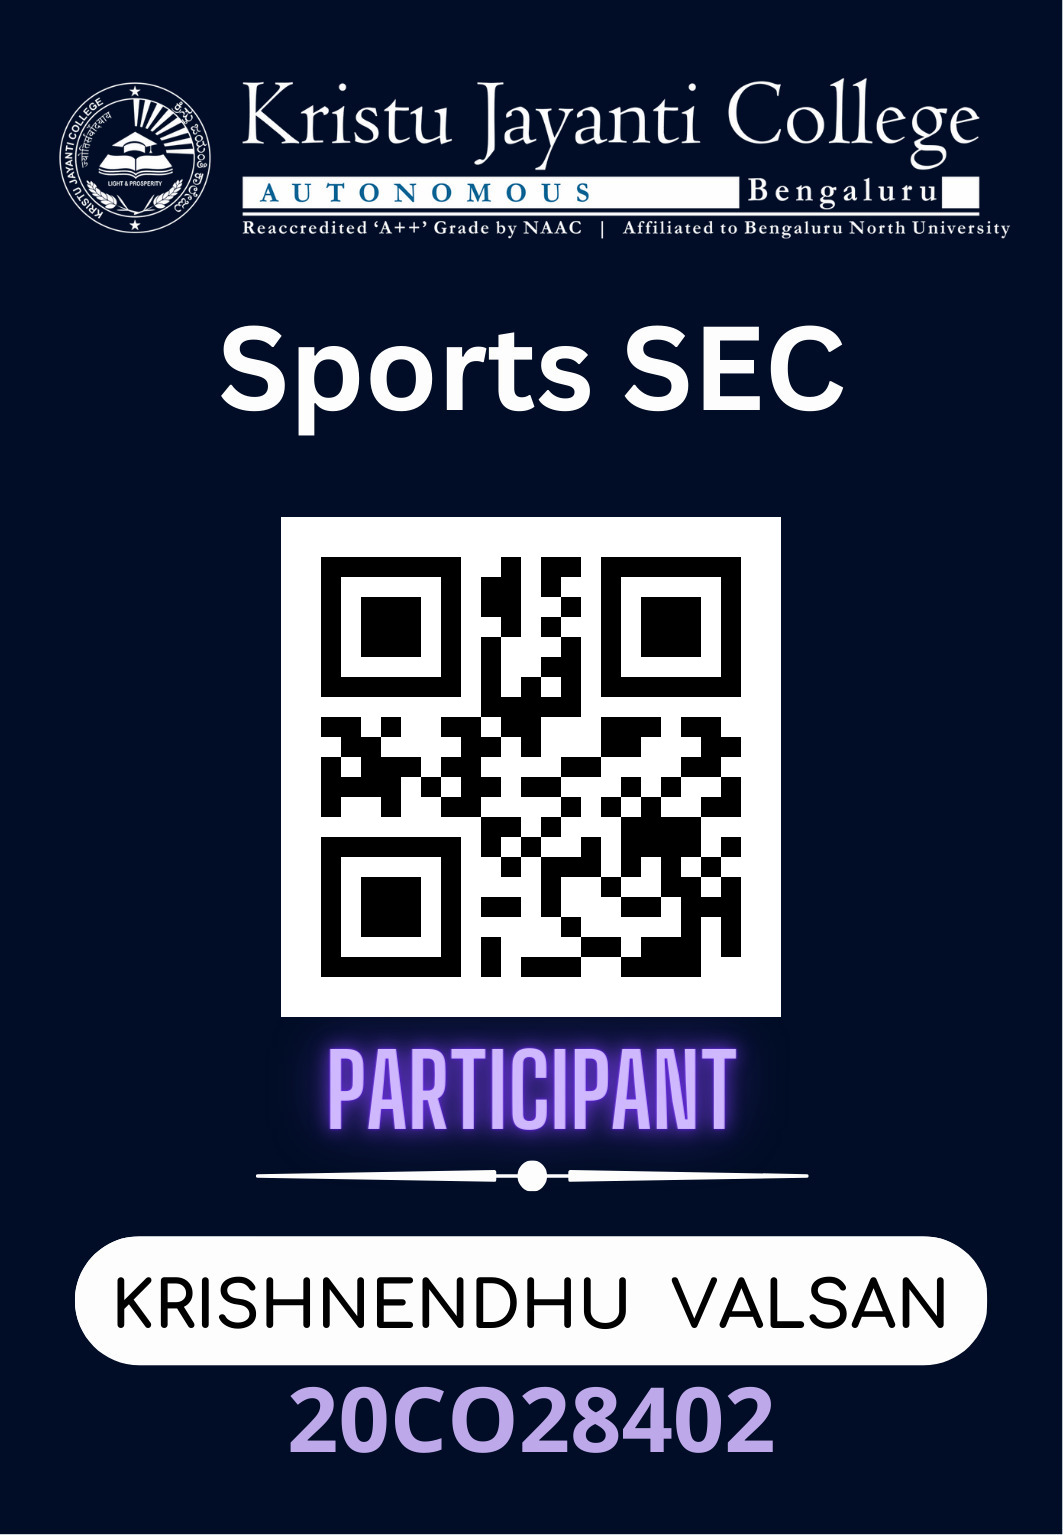 KRISTU JAYANTI COLLEGE
ಕ್ರಿಸ್ತು ಜಯಂತಿ ಕಾಲೇಜು
LIGHT & PROSPERITY
Kristu Jayanti College
AUTONOMOUS Bengaluru
Reaccredited ‘A++’ Grade by NAAC | Affiliated to Bengaluru North University
Sports SEC
PARTICIPANT
KRISHNENDHU VALSAN
20CO28402